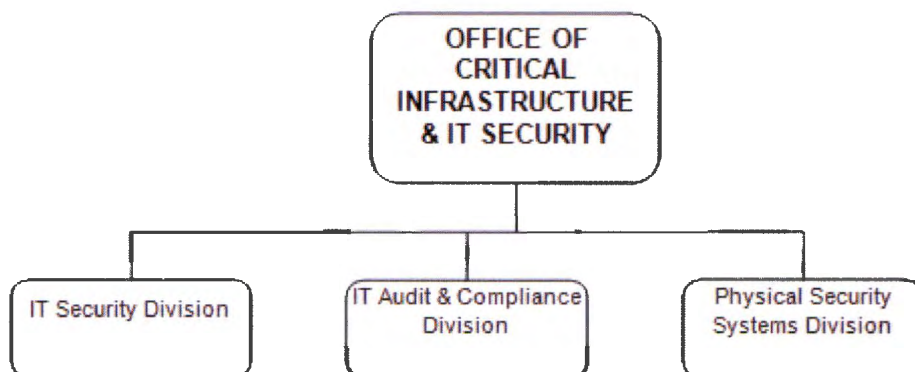 OFFICE OF
CRITICAL
INFRASTRUCTURE
& IT SECURITY
IT Security Division
IT Audit & Compliance
Division
Physical Security
Systems Division